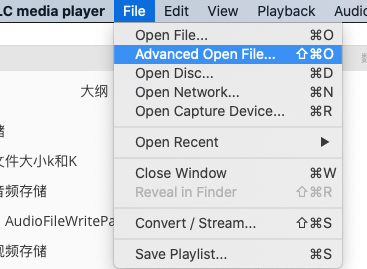 LC media player File Edit View Playback Audio
Open File... ⇧⌘O
Advanced Open File... ⌘O
Open Disc... ⌘D
Open Network... ⌘N
Open Capture Device... ⌘R
Open Recent ▶
Close Window ⌘W
Reveal in Finder ⇧⌘R
Convert / Stream... ⇧⌘S
Save Playlist... ⌘S
大纲
储
文件大小k和K
音频存储
AudioFileWritePa
视频存储